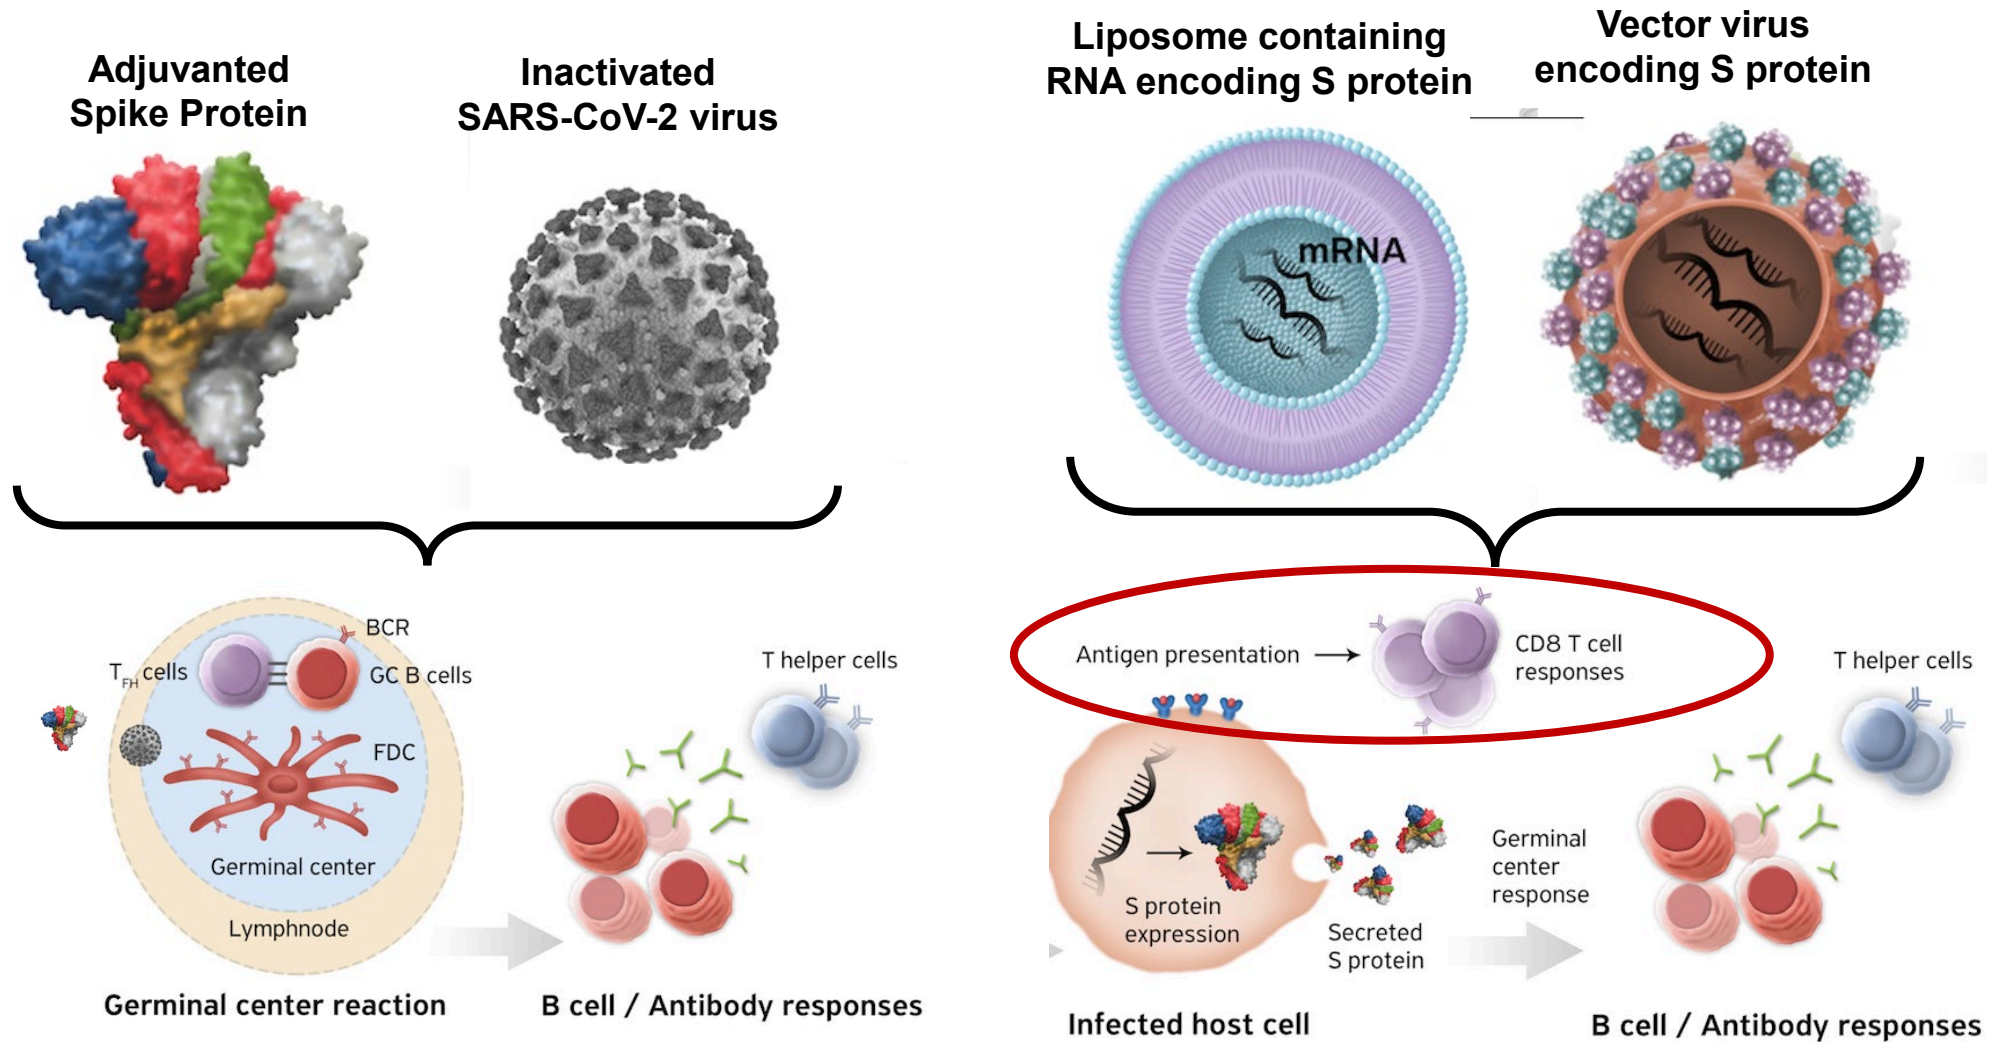 Adjuvanted
Spike Protein
Inactivated
SARS-CoV-2 virus
Liposome containing
RNA encoding S protein
Vector virus
encoding S protein
mRNA
BCR
TFH cells
GC B cells
FDC
Germinal center
Lymphnode
T helper cells
Germinal center reaction
B cell / Antibody responses
Antigen presentation
CD8 T cell
responses
T helper cells
S protein
expression
Secreted
S protein
Germinal
center
response
Infected host cell
B cell / Antibody responses